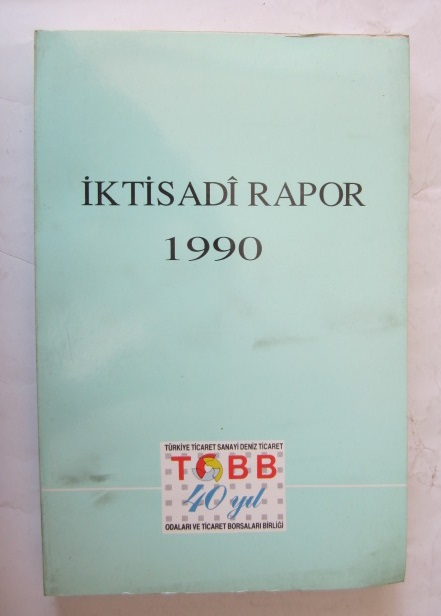 İKTİSADÎ RAPOR
1990
TÜRKİYE TİCARET SANAYİ DENİZ TİCARET
TOBB
40 yıl
ODALARI VE TİCARET BORSALARI BİRLİĞİ